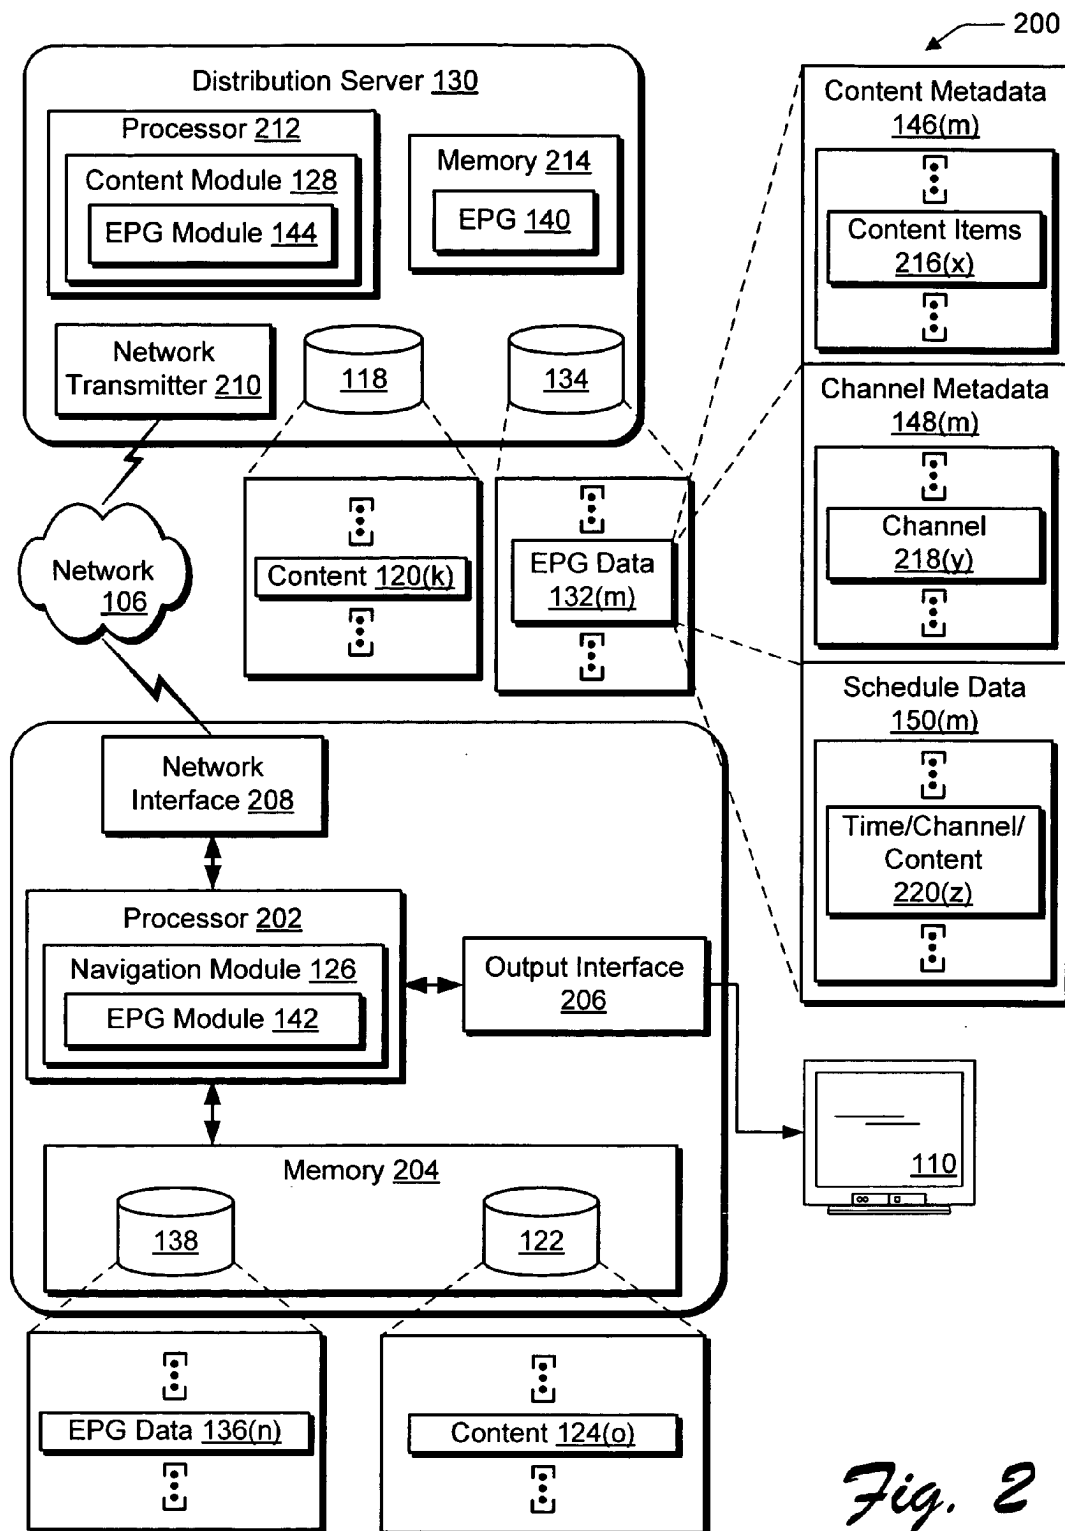 200
Distribution Server 130
Processor 212
Content Module 128
EPG Module 144
Memory 214
EPG 140
Network
Transmitter 210
118
134
Content Metadata
146(m)
Content Items
216(x)
Channel Metadata
148(m)
Channel
218(y)
Schedule Data
150(m)
Time/Channel/
Content
220(z)
Network
106
Content 120(k)
EPG Data
132(m)
Network
Interface 208
Processor 202
Navigation Module 126
EPG Module 142
Output Interface
206
Memory 204
138
122
110
EPG Data 136(n)
Content 124(o)
Fig. 2